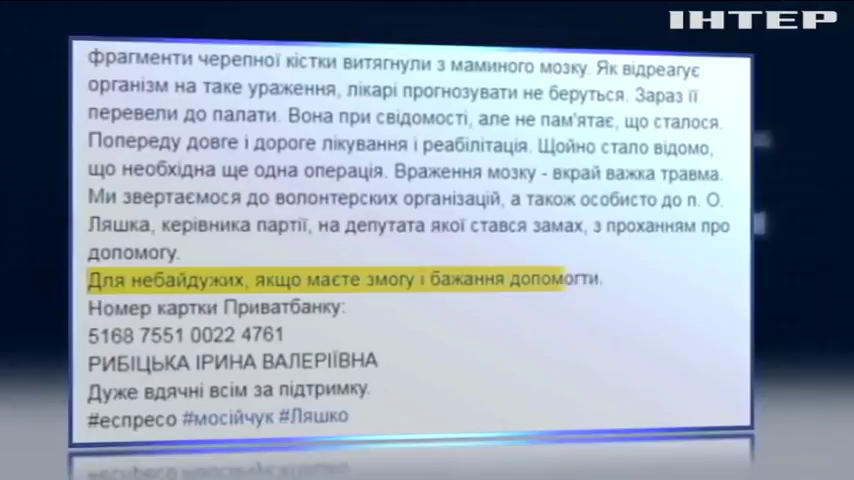 ІНТЕР
фрагменти черепної кістки витягнули з маминого мозку. Як відреагує
організм на таке ураження, лікарі прогнозувати не беруться. Зараз її
перевели до палати. Вона при свідомості, але не пам'ятає, що сталося.
Попереду довге і дороге лікування і реабілітація. Щойно стало відомо,
що необхідна ще одна операція. Враження мозку - вкрай важка травма.
Ми звертаємося до волонтерских організацій, а також особисто до п. О.
Ляшка, керівника партії, на депутата якої стався замах, з проханням про
допомогу.
Для небайдужих, якщо маєте змогу і бажання допомогти.
Номер картки Приватбанку:
5168 7551 0022 4761
РИБІЦЬКА ІРИНА ВАЛЕРІЇВНА
Дуже вдячні всім за підтримку.
#еспресо #мосійчук #Ляшко